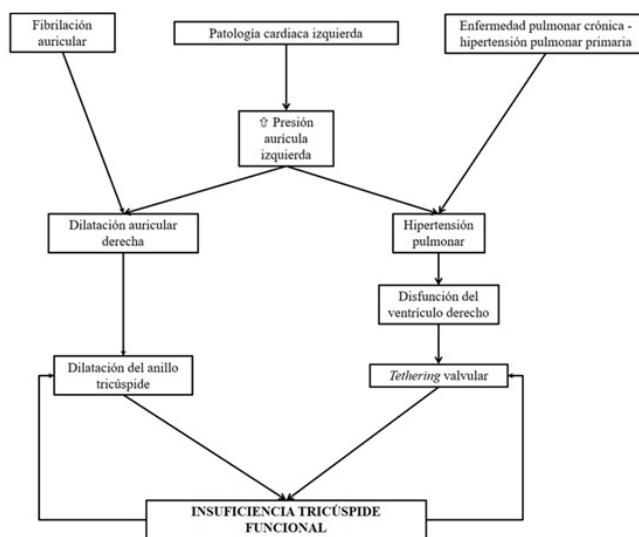 Fibrilación
auricular
Patología cardiaca izquierda
Enfermedad pulmonar crónica -
hipertensión pulmonar primaria
⇧ Presión
aurícula
izquierda
Dilatación auricular
derecha
Hipertensión
pulmonar
Disfunción del
ventrículo derecho
Dilatación del anillo
tricúspide
Tethering valvular
INSUFICIENCIA TRICÚSPIDE
FUNCIONAL